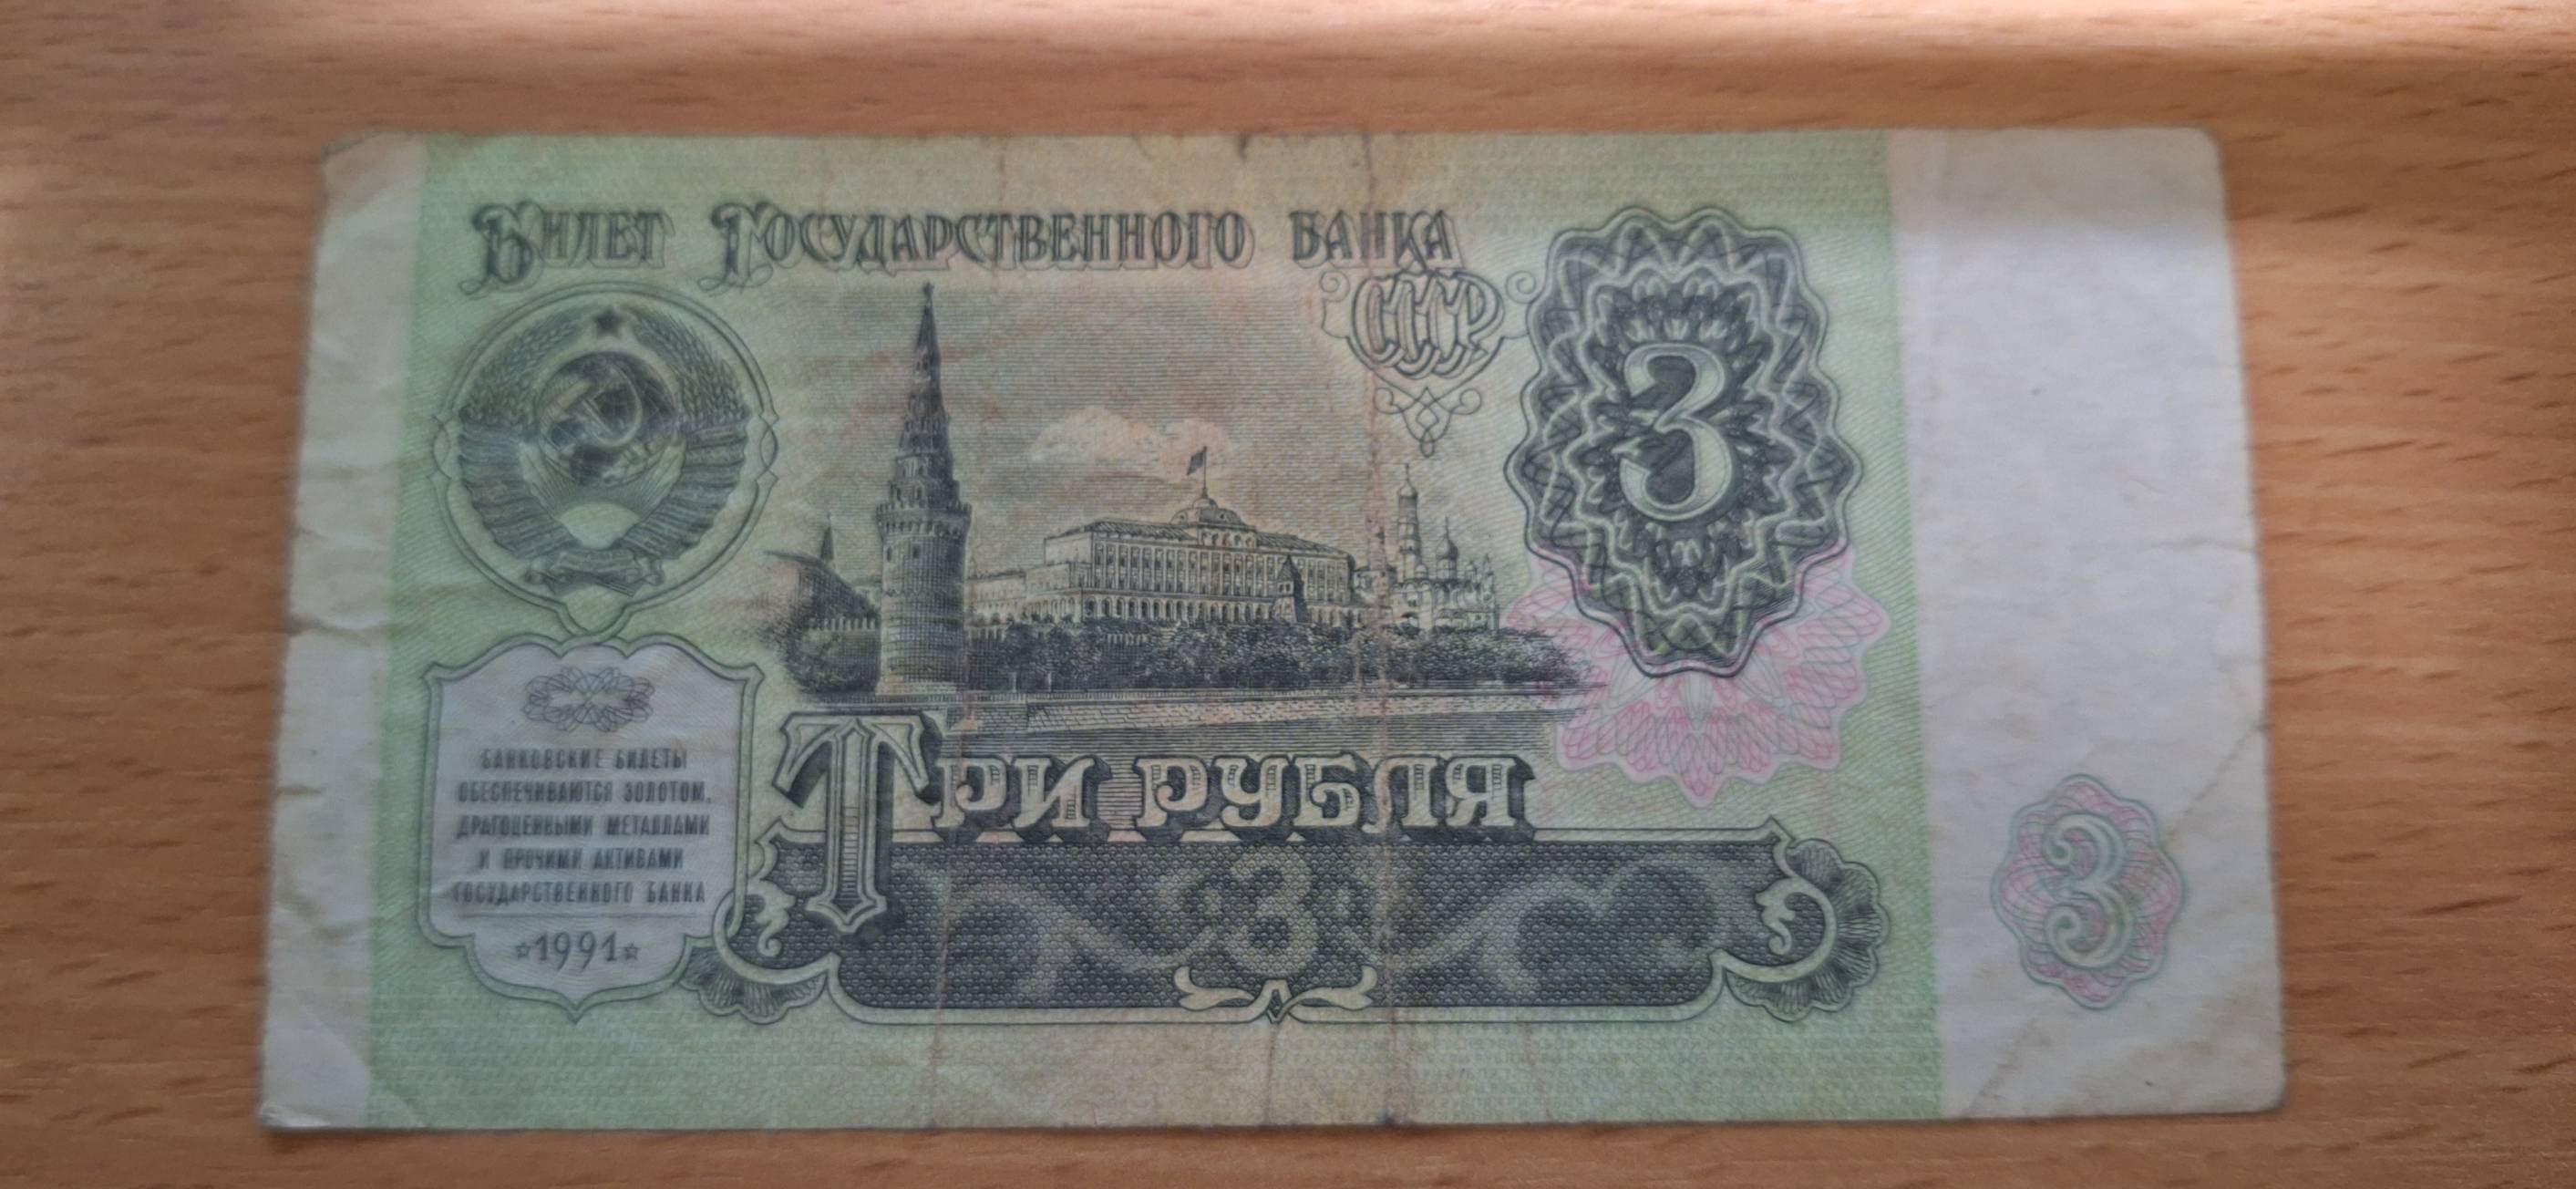 БИЛЕТ ГОСУДАРСТВЕННОГО БАНКА
СССР
3
БАНКОВСКИЕ БИЛЕТЫ
ОБЕСПЕЧИВАЮТСЯ ЗОЛОТОМ,
ДРАГОЦЕННЫМИ МЕТАЛЛАМИ
И ПРОЧИМИ АКТИВАМИ
ГОСУДАРСТВЕННОГО БАНКА
1991
ТРИ РУБЛЯ
3
3